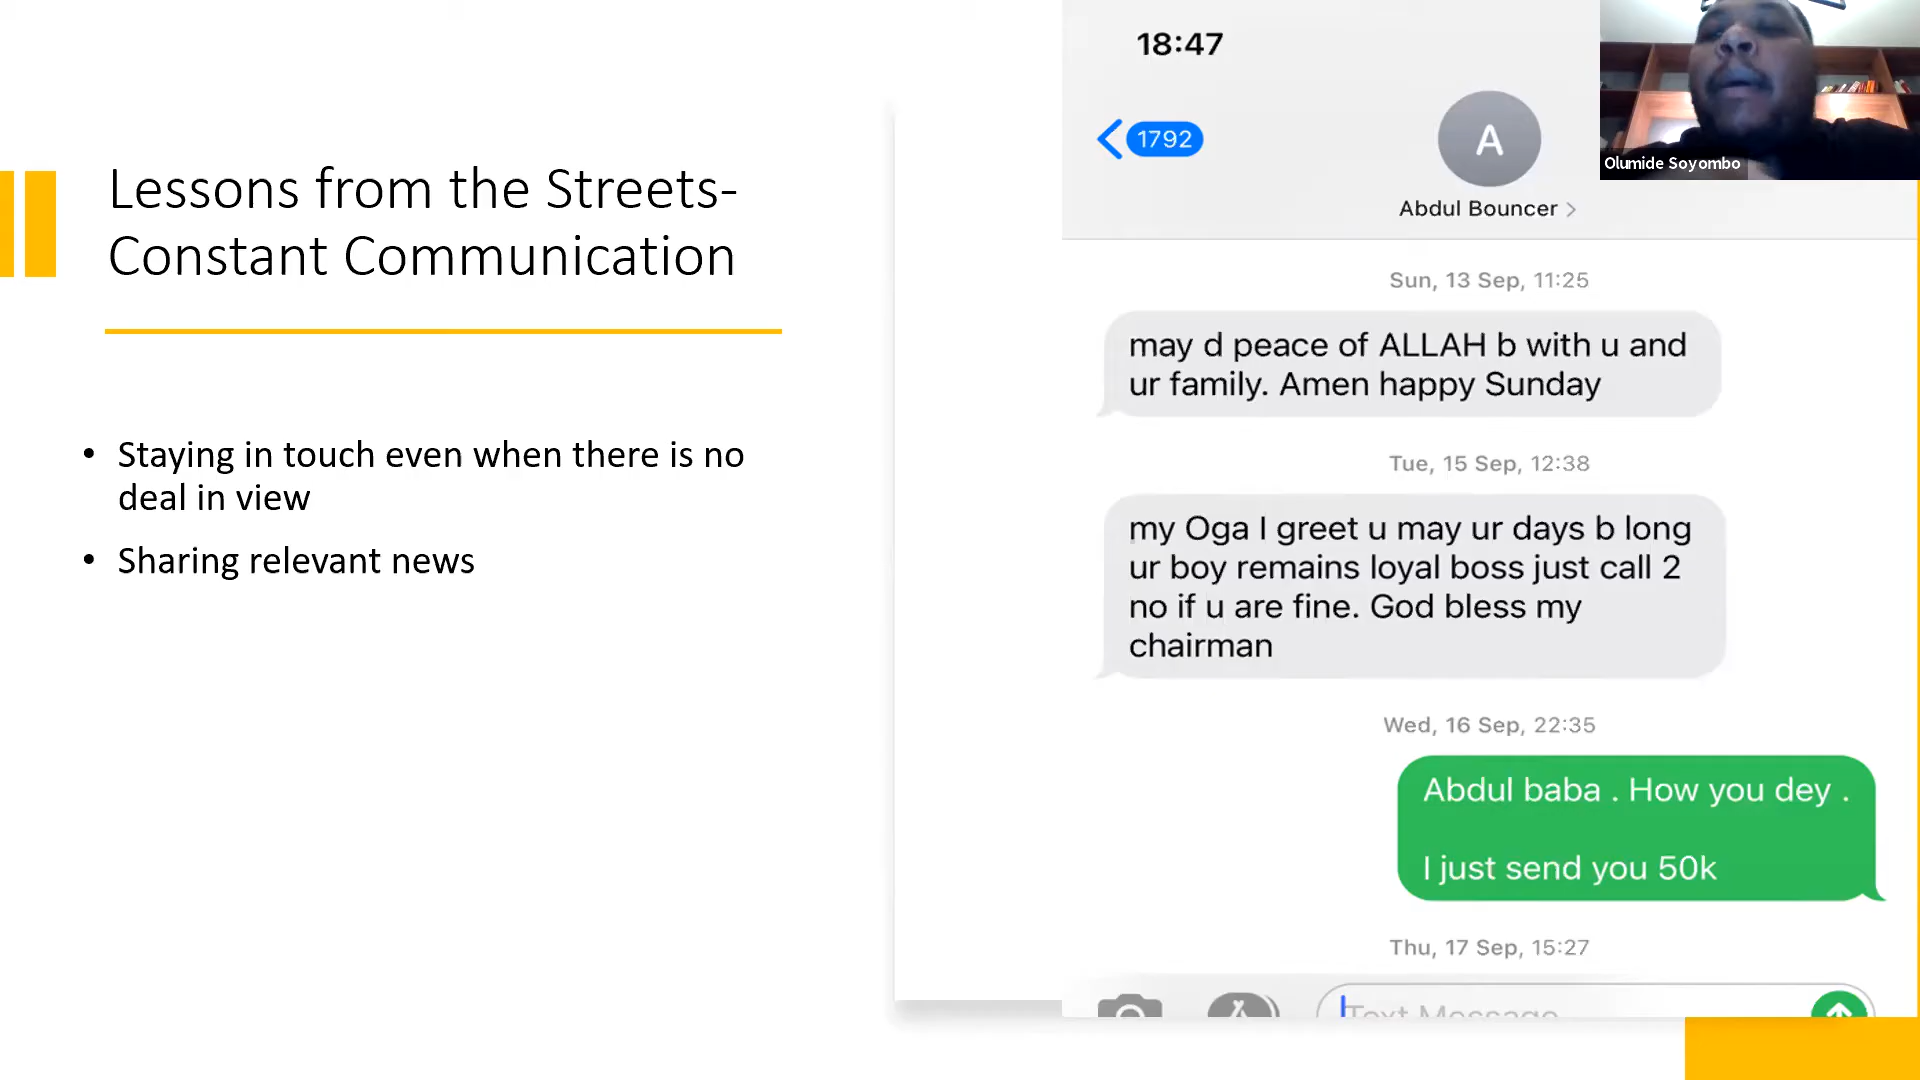 Lessons from the Streets-
Constant Communication
• Staying in touch even when there is no
deal in view
• Sharing relevant news
18:47
1792
A
Abdul Bouncer >
Sun, 13 Sep, 11:25
may d peace of ALLAH b with u and
ur family. Amen happy Sunday
Tue, 15 Sep, 12:38
my Oga I greet u may ur days b long
ur boy remains loyal boss just call 2
no if u are fine. God bless my
chairman
Wed, 16 Sep, 22:35
Abdul baba . How you dey .
I just send you 50k
Thu, 17 Sep, 15:27
Text Message
Olumide Soyombo